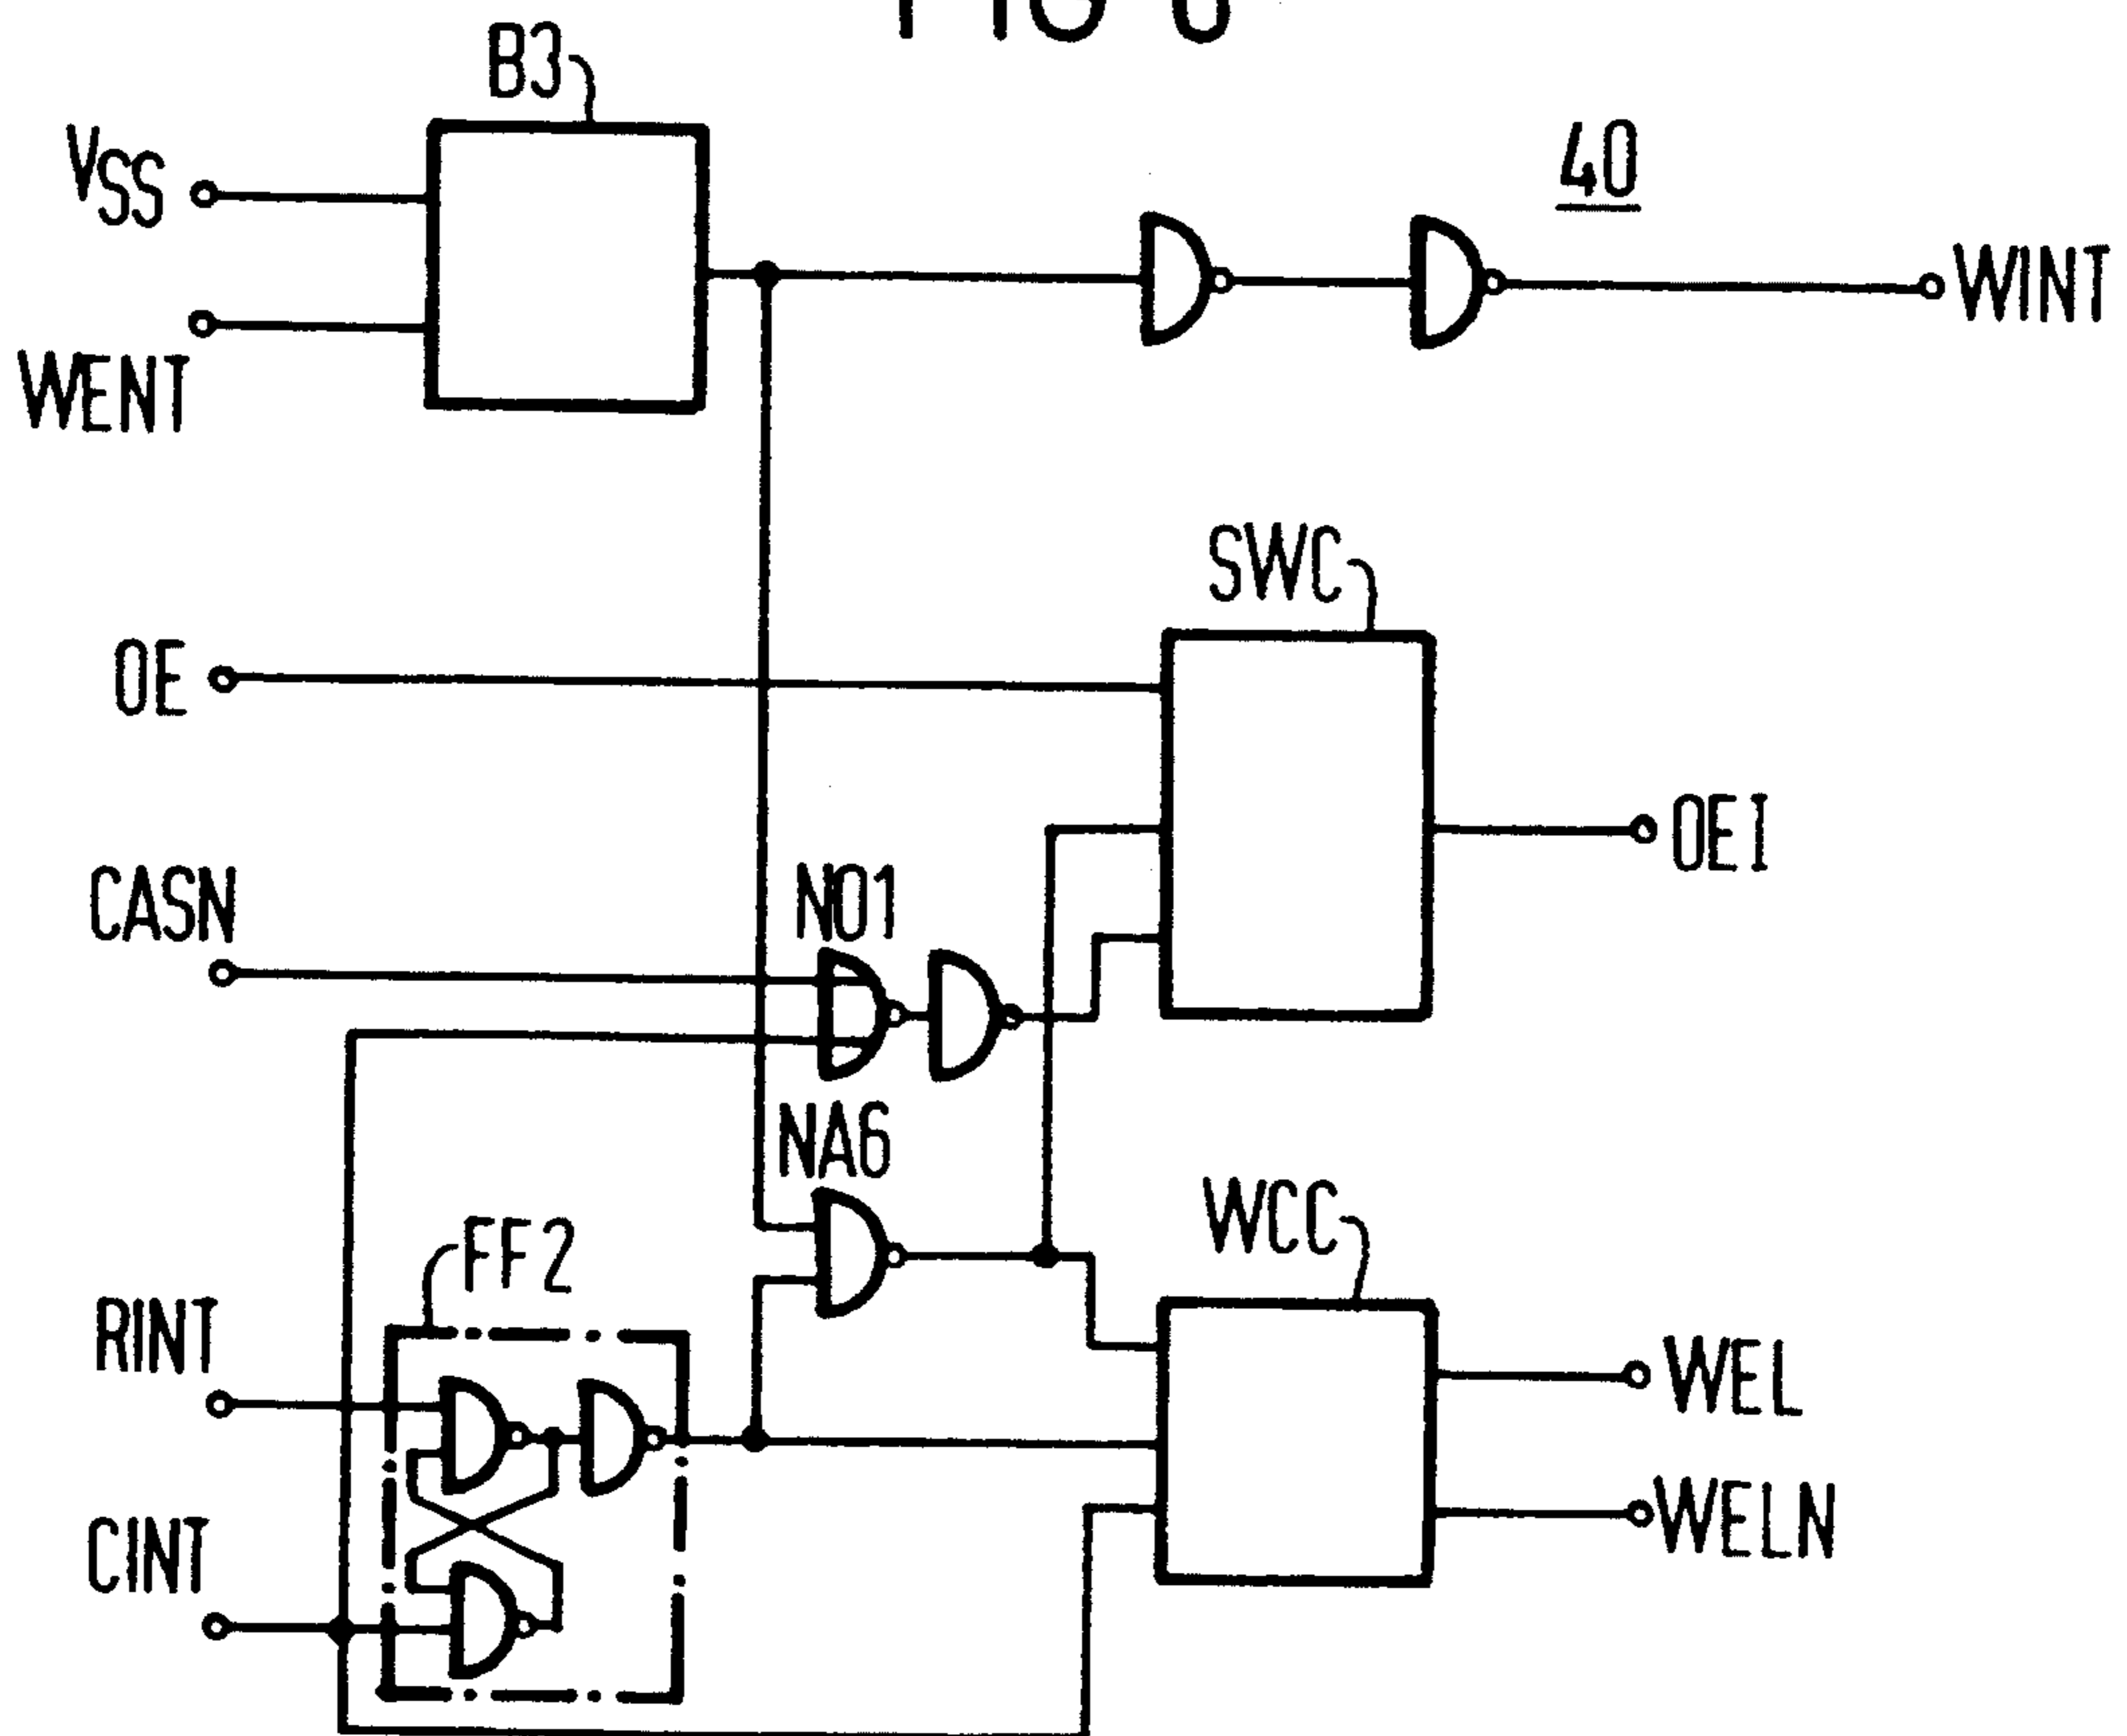 B3
VSS
40
WINT
WENT
SWC
OE
OEI
CASN
NO1
NA6
WCC
FF2
RINT
WEL
WELN
CINT